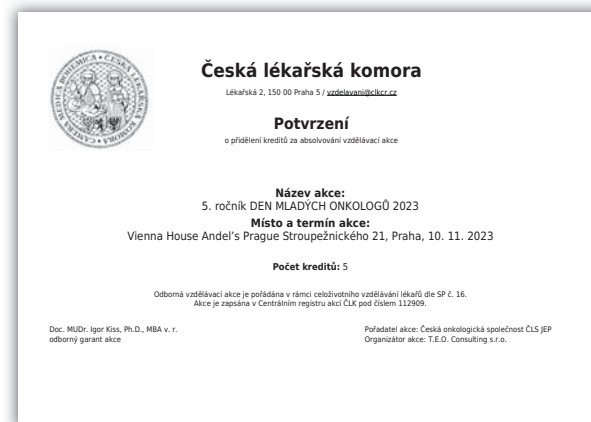 Česká lékařská komora
Lékařská 2, 150 00 Praha 5 / vzdelavani@clkcr.cz
Potvrzení
o přidělení kreditů za absolvování vzdělávací akce
Název akce:
5. ročník DEN MLADÝCH ONKOLOGŮ 2023
Místo a termín akce:
Vienna House Andel’s Prague Stroupežnického 21, Praha, 10. 11. 2023
Počet kreditů: 5
Odborná vzdělávací akce je pořádána v rámci celoživotního vzdělávání lékařů dle SP č. 16.
Akce je zapsána v Centrálním registru akcí ČLK pod číslem 112909.
Doc. MUDr. Igor Kiss, Ph.D., MBA v. r.
odborný garant akce
Pořadatel akce: Česká onkologická společnost ČLS JEP
Organizátor akce: T.E.O. Consulting s.r.o.